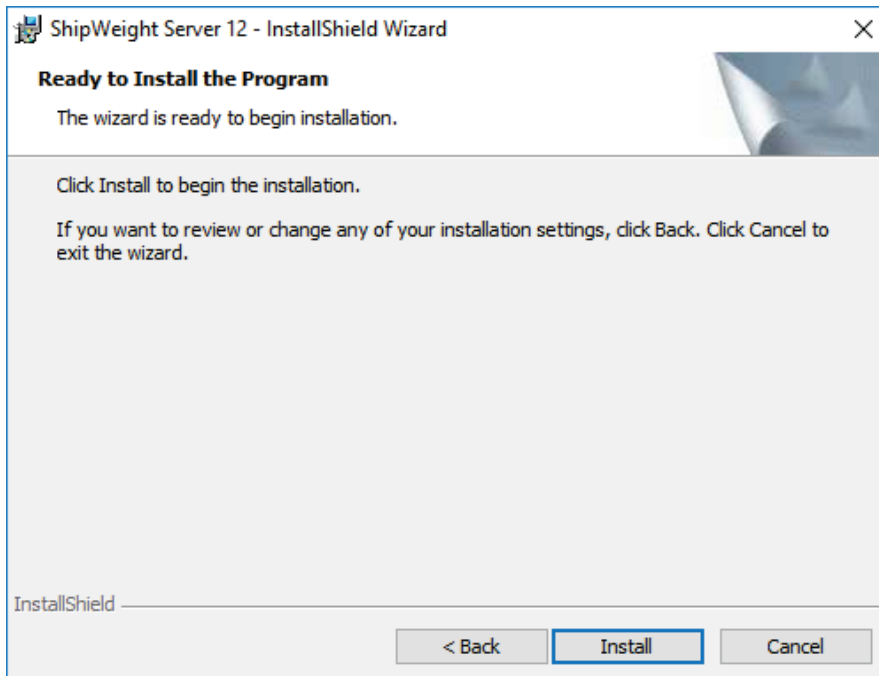 ShipWeight Server 12 - InstallShield Wizard
Ready to Install the Program
The wizard is ready to begin installation.
Click Install to begin the installation.
If you want to review or change any of your installation settings, click Back. Click Cancel to
exit the wizard.
InstallShield
< Back
Install
Cancel